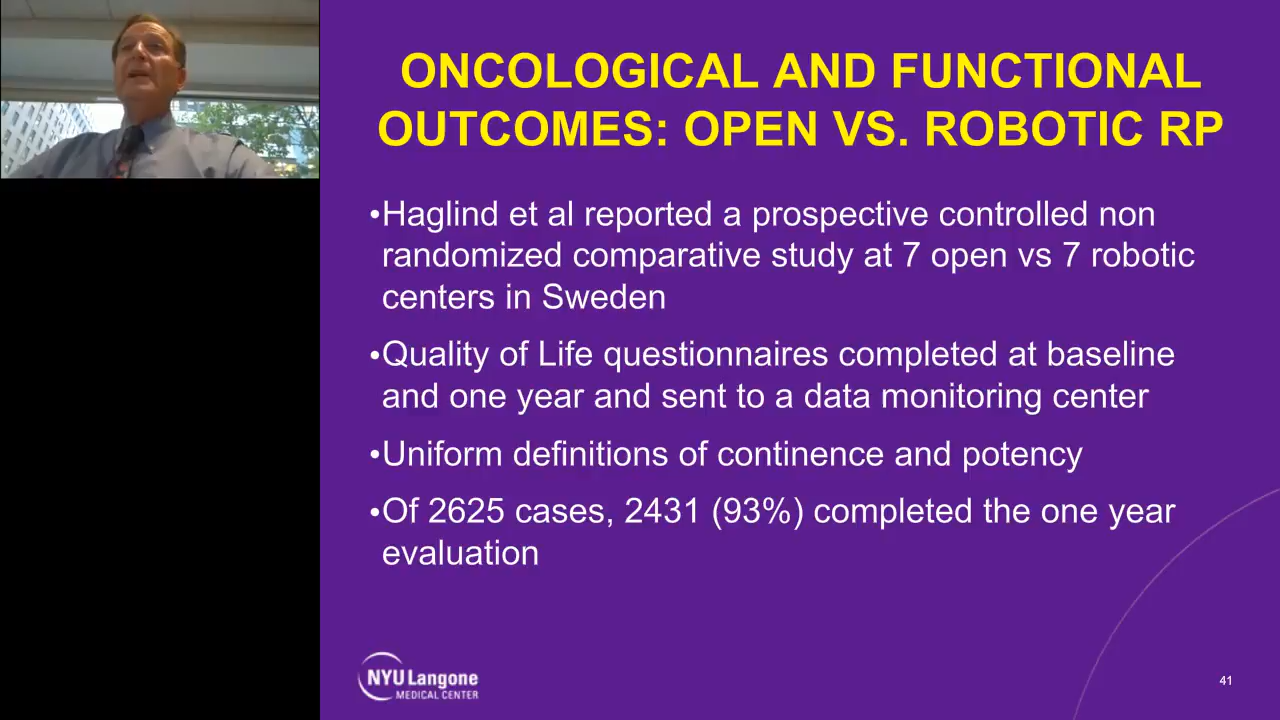 ONCOLOGICAL AND FUNCTIONAL
OUTCOMES: OPEN VS. ROBOTIC RP
•Haglind et al reported a prospective controlled non
randomized comparative study at 7 open vs 7 robotic
centers in Sweden
•Quality of Life questionnaires completed at baseline
and one year and sent to a data monitoring center
•Uniform definitions of continence and potency
•Of 2625 cases, 2431 (93%) completed the one year
evaluation
NYU Langone
MEDICAL CENTER
41